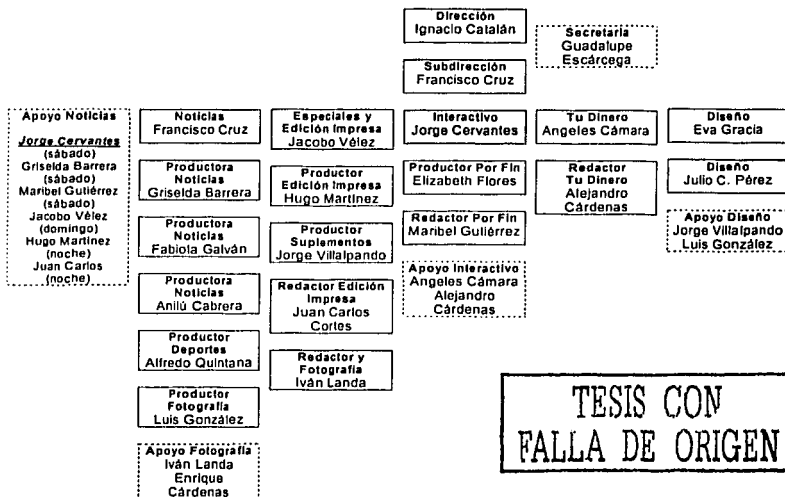 Dirección
Ignacio Catalán
Secretaria
Guadalupe
Escárcega
Subdirección
Francisco Cruz
Apoyo Noticias
Jorge Cervantes
(sábado)
Griselda Barrera
(sábado)
Maribel Gutiérrez
(sábado)
Jacobo Vélez
(domingo)
Hugo Martinez
(noche)
Juan Carlos
(noche)
Noticias
Francisco Cruz
Productora
Noticias
Griselda Barrera
Productora
Noticias
Fabiola Galván
Productora
Noticias
Anilú Cabrera
Productor
Deportes
Alfredo Quintana
Productor
Fotografía
Luis González
Apoyo Fotografía
Iván Landa
Enrique
Cárdenas
Especiales y
Edición Impresa
Jacobo Vélez
Productor
Edición Impresa
Hugo Martinez
Productor
Suplementos
Jorge Villalpando
Redactor Edición
Impresa
Juan Carlos
Cortes
Redactor y
Fotografía
Iván Landa
Interactivo
Jorge Cervantes
Productor Por Fin
Elizabeth Flores
Redactor Por Fin
Maribel Gutiérrez
Apoyo Interactivo
Angeles Cámara
Alejandro
Cárdenas
Tu Dinero
Angeles Cámara
Redactor
Tu Dinero
Alejandro
Cárdenas
Diseño
Eva Gracia
Diseño
Julio C. Pérez
Apoyo Diseño
Jorge Villalpando
Luis González
TESIS CON
FALLA DE ORIGEN